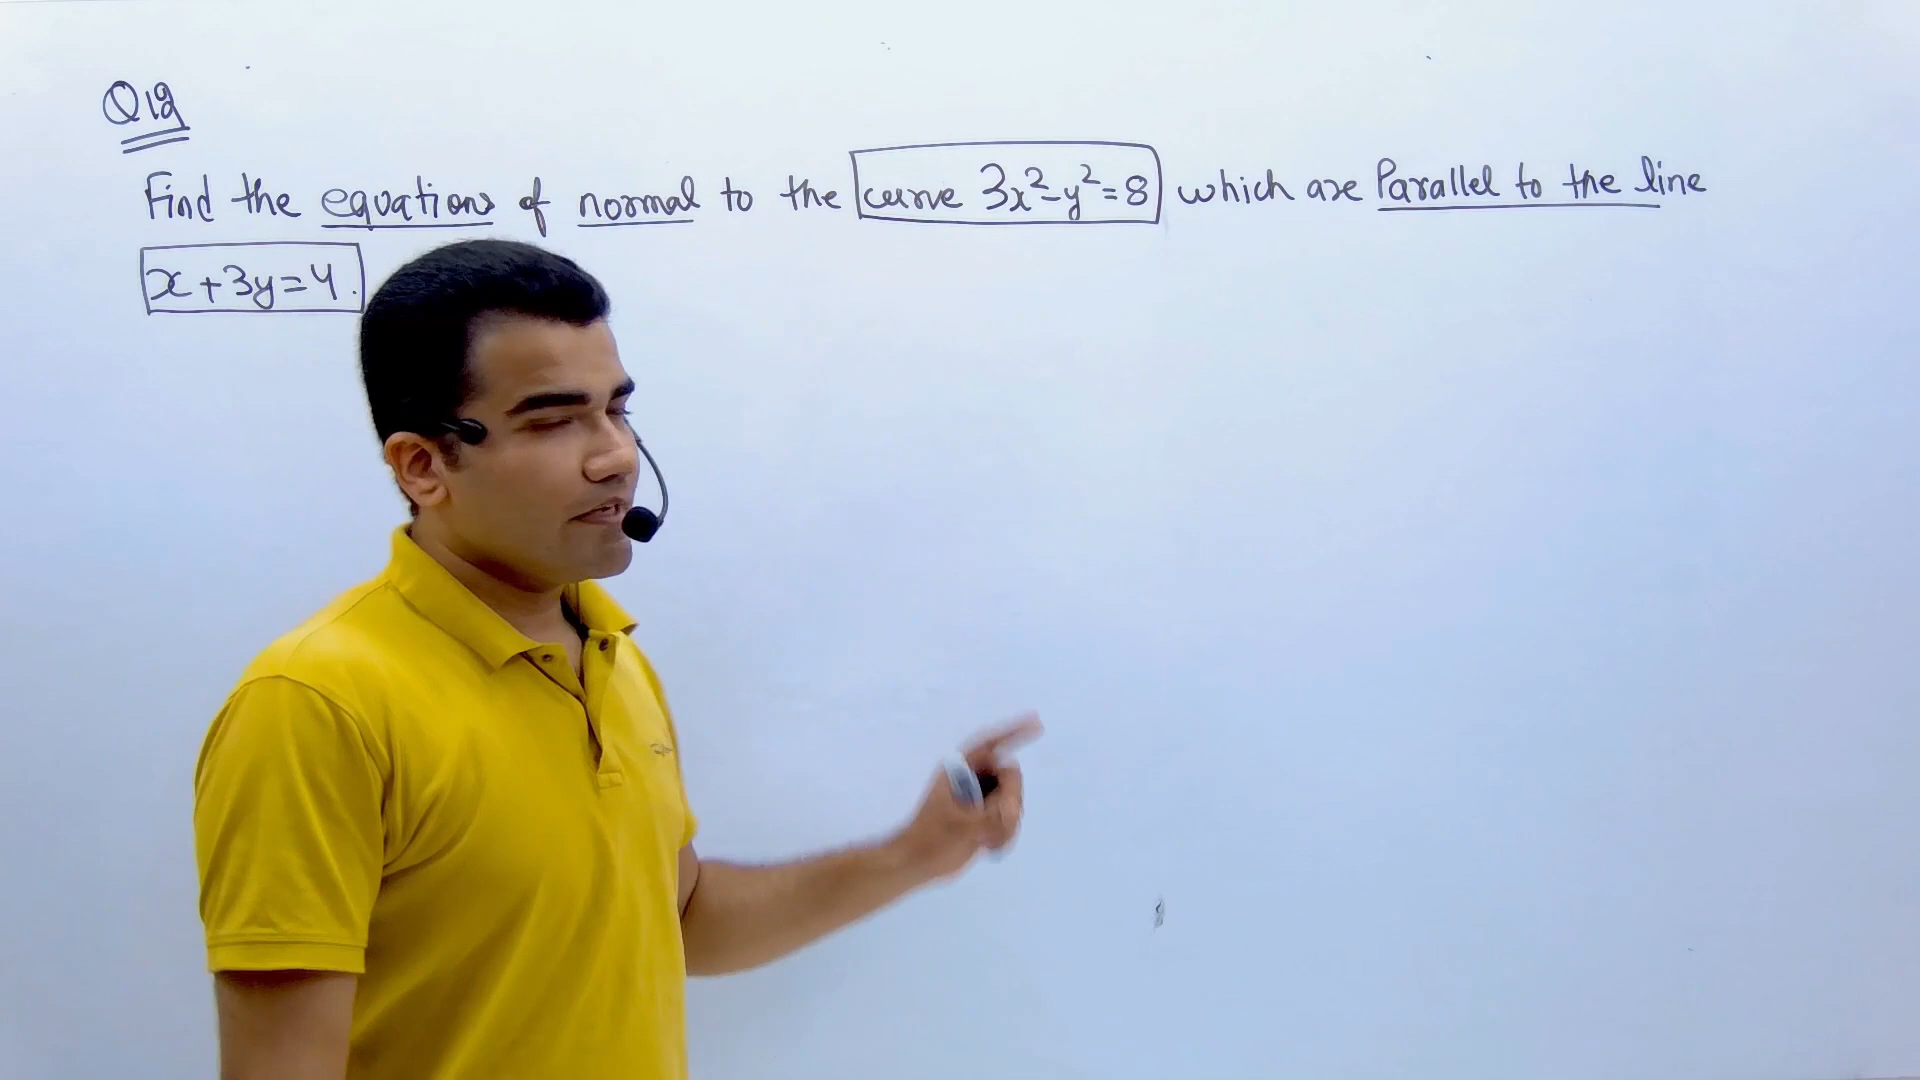 Q12
Find the equations of normal to the curve 3x²-y²=8 which are Parallel to the line
x+3y=4.